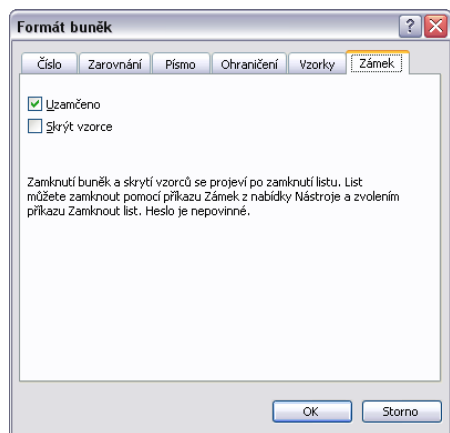 Formát buněk
Číslo Zarovnání Písmo Ohraničení Vzorky Zámek
Uzamčeno
Skrýt vzorce
Zamknutí buněk a skrytí vzorců se projeví po zamknutí listu. List
můžete zamknout pomocí příkazu Zámek z nabídky Nástroje a zvolením
příkazu Zamknout list. Heslo je nepovinné.
OK Storno